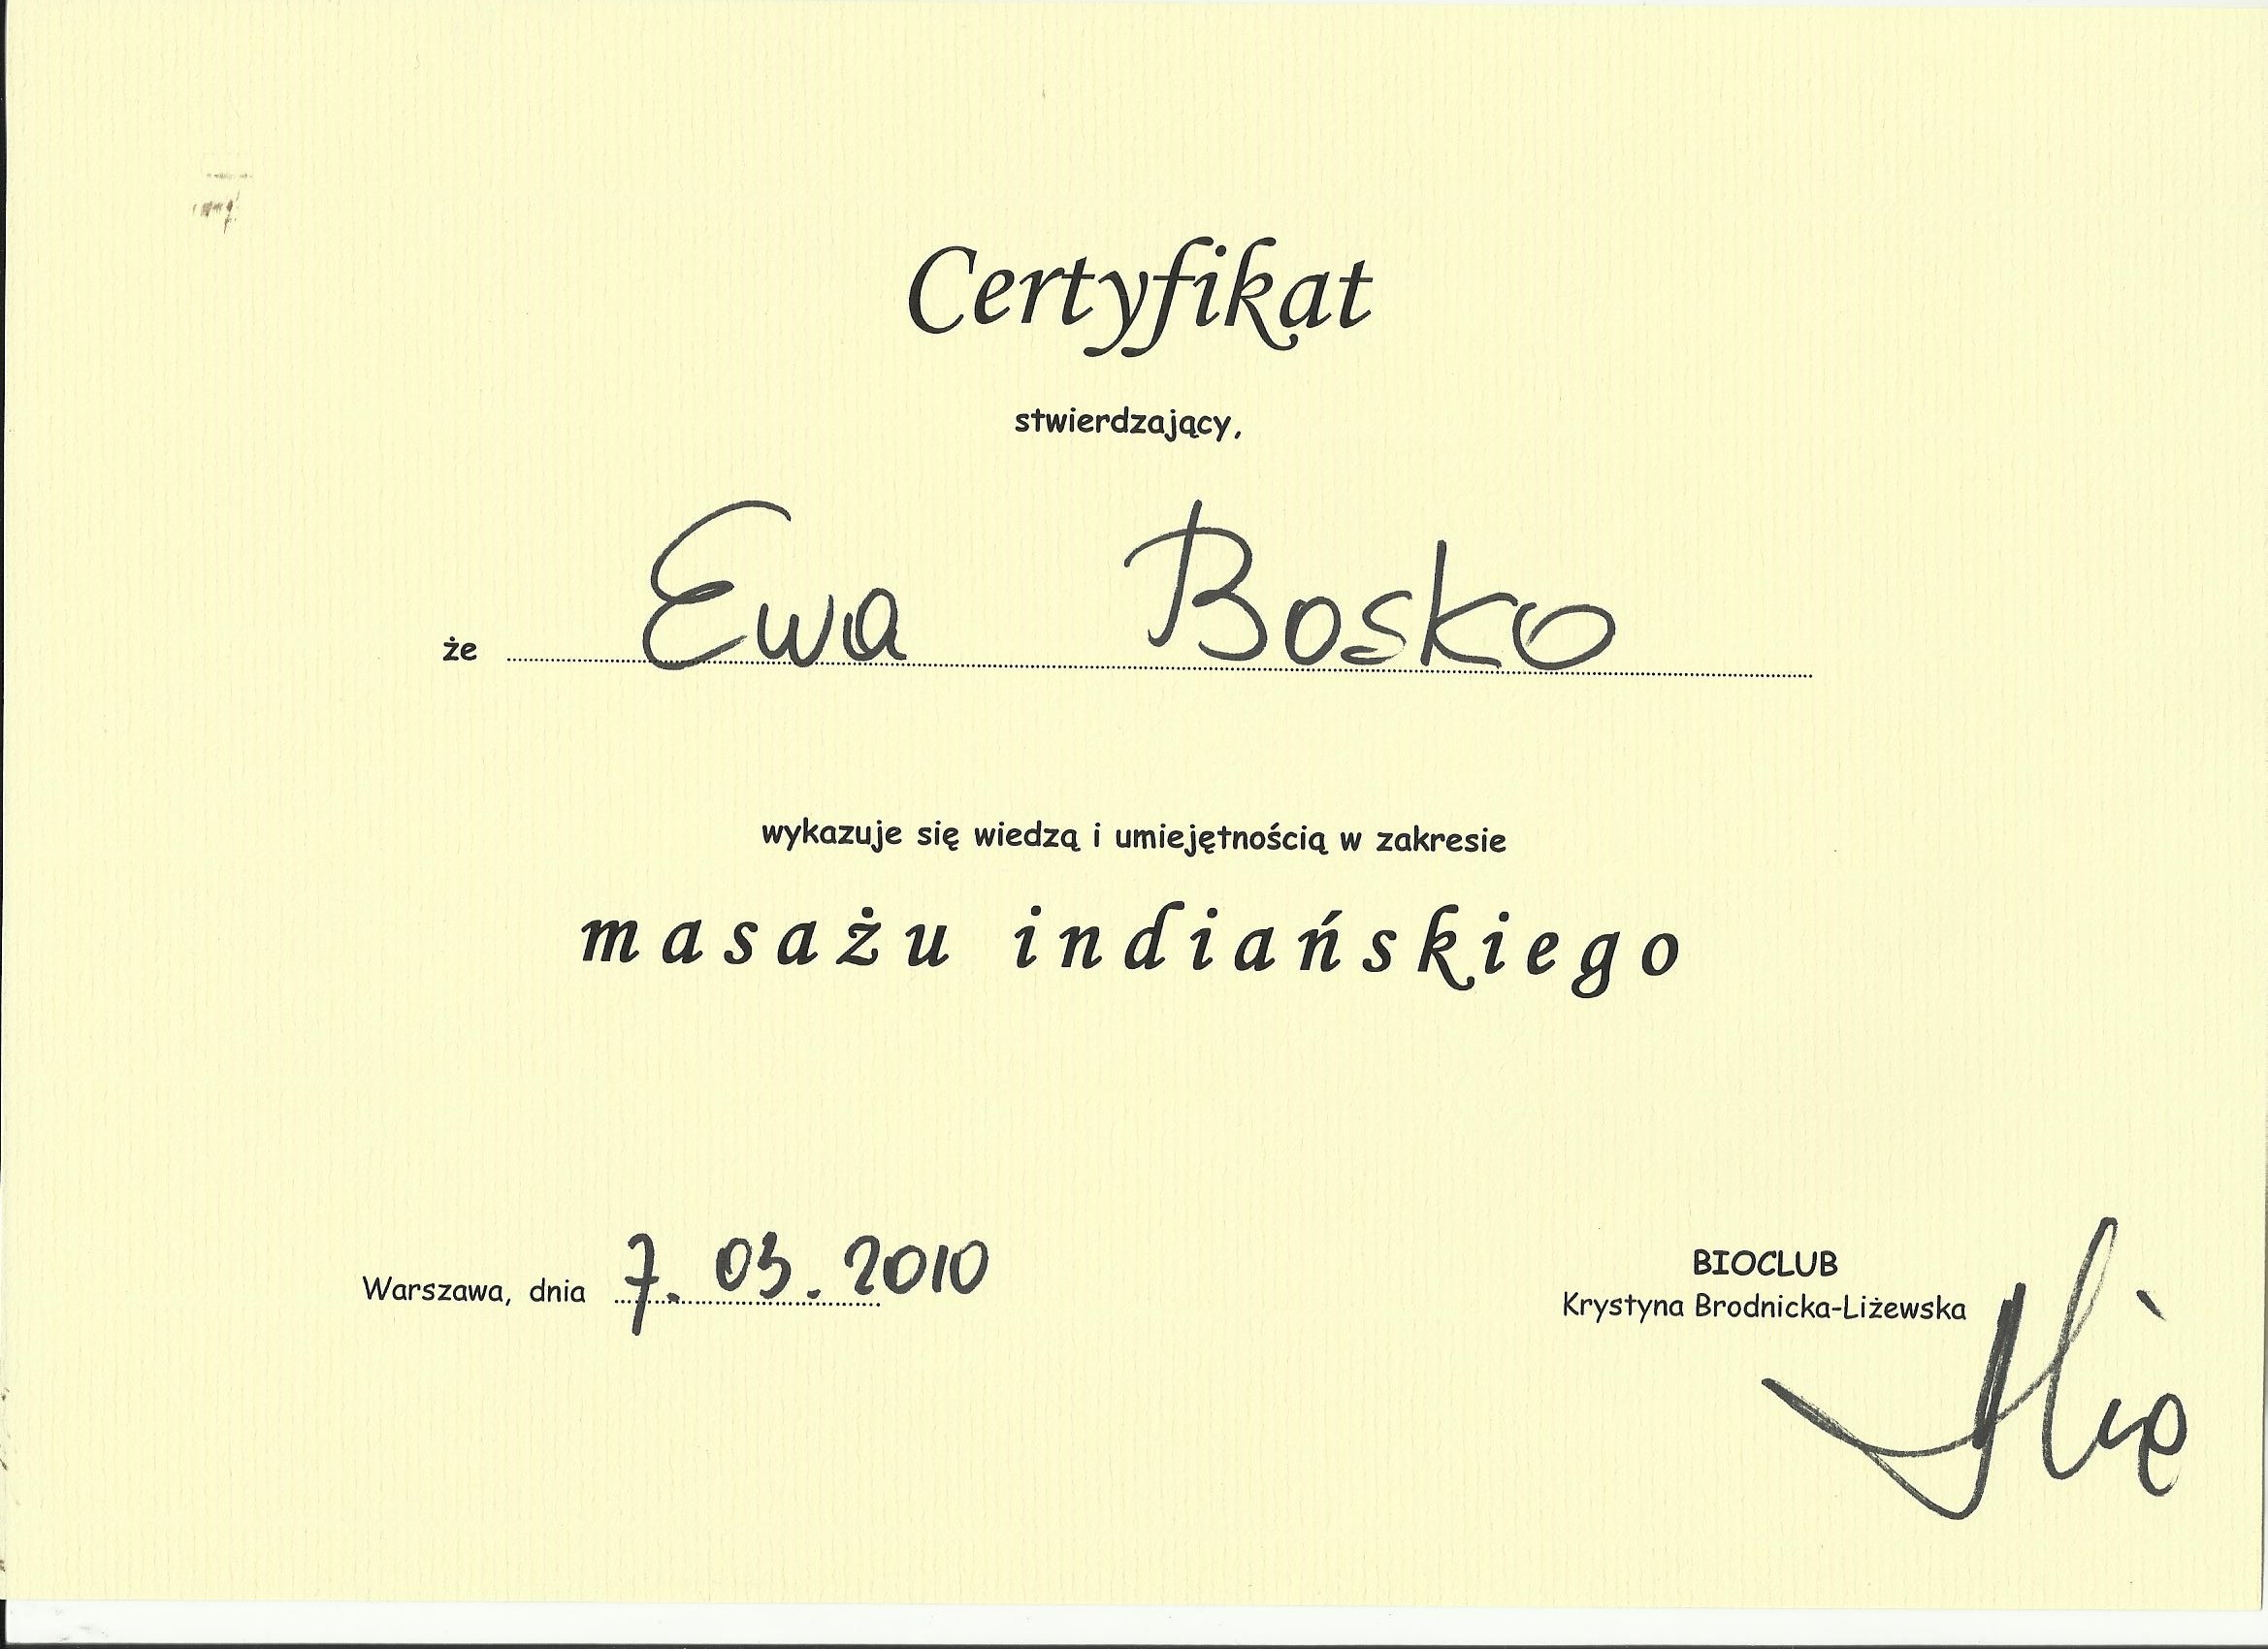 Certyfikat
stwierdzający,
że Ewa Bosko
wykazuje się wiedzą i umiejętnością w zakresie
masażu indiańskiego
Warszawa, dnia 7. 03. 2010
BIOCLUB
Krystyna Brodnicka-Liżewska